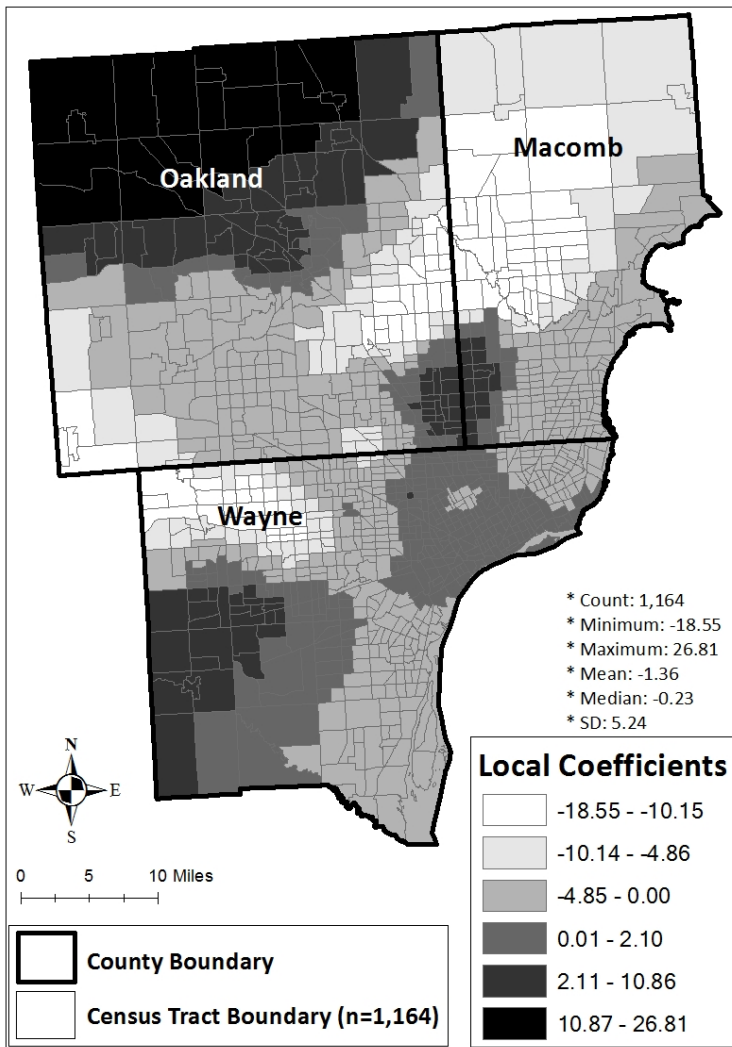 Oakland
Macomb
Wayne
* Count: 1,164
* Minimum: -18.55
* Maximum: 26.81
* Mean: -1.36
* Median: -0.23
* SD: 5.24
N
W E
S
0 5 10 Miles
County Boundary
Census Tract Boundary (n=1,164)
Local Coefficients
-18.55 - -10.15
-10.14 - -4.86
-4.85 - 0.00
0.01 - 2.10
2.11 - 10.86
10.87 - 26.81